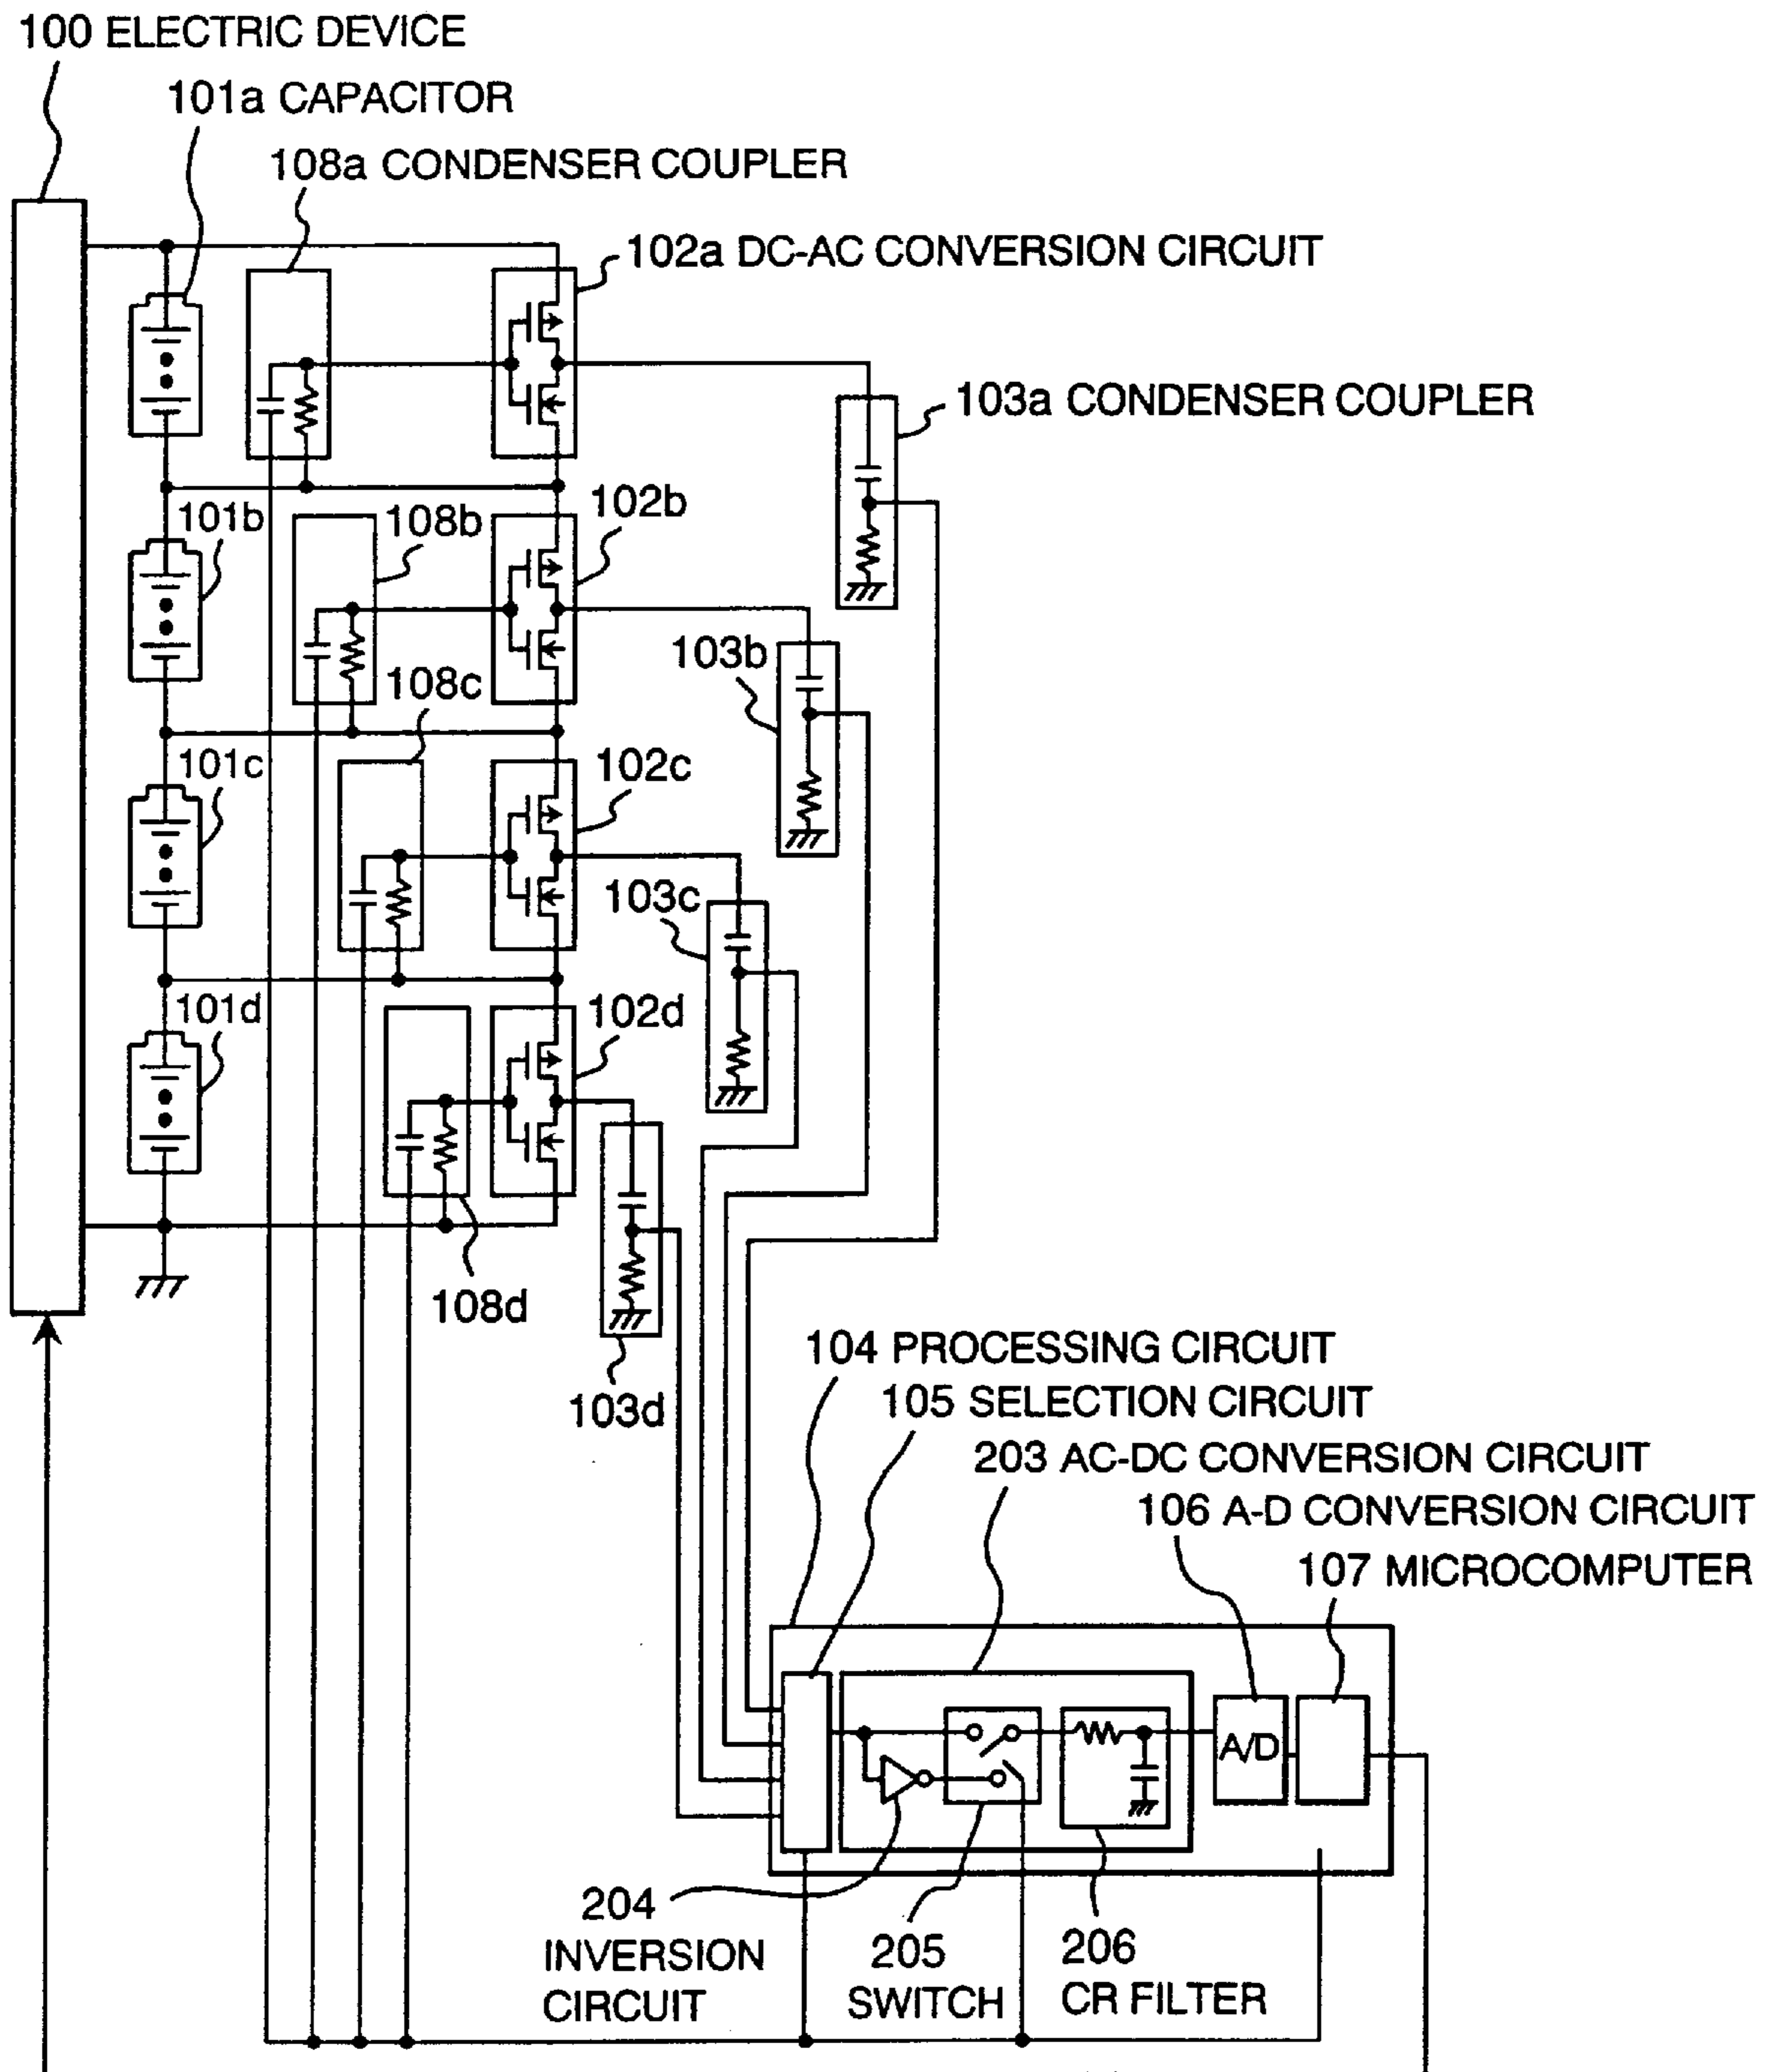 100 ELECTRIC DEVICE
101a CAPACITOR
108a CONDENSER COUPLER
102a DC-AC CONVERSION CIRCUIT
103a CONDENSER COUPLER
101b
108b
102b
103b
108c
101c
102c
103c
101d
102d
108d
103d
104 PROCESSING CIRCUIT
105 SELECTION CIRCUIT
203 AC-DC CONVERSION CIRCUIT
106 A-D CONVERSION CIRCUIT
107 MICROCOMPUTER
A/D
204
INVERSION
CIRCUIT
205
SWITCH
206
CR FILTER